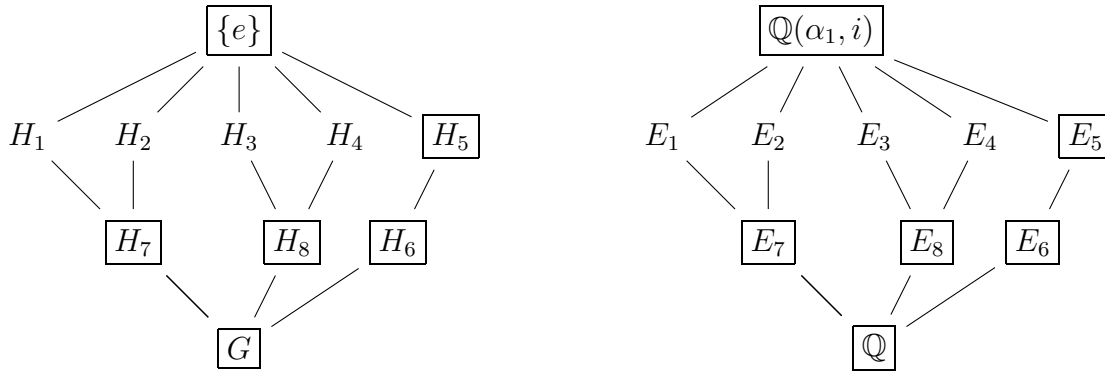 {e} ℚ(α₁, i)
H₁ H₂ H₃ H₄ H₅ E₁ E₂ E₃ E₄ E₅
H₇ H₈ H₆ E₇ E₈ E₆
G ℚ